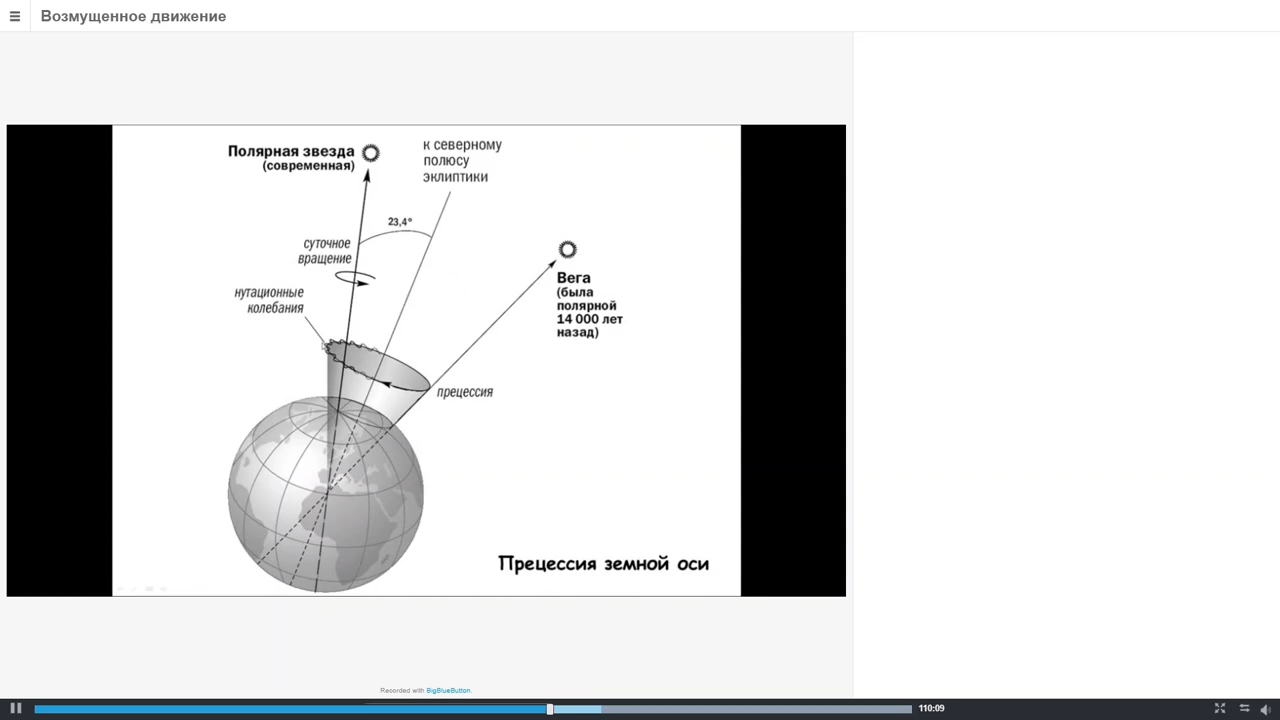 Возмущенное движение
Полярная звезда
(современная)
к северному
полюсу
эклиптики
23,4°
суточное
вращение
Вега
(была
полярной
14 000 лет
назад)
нутационные
колебания
прецессия
Прецессия земной оси
Recorded with BigBlueButton.
110:09